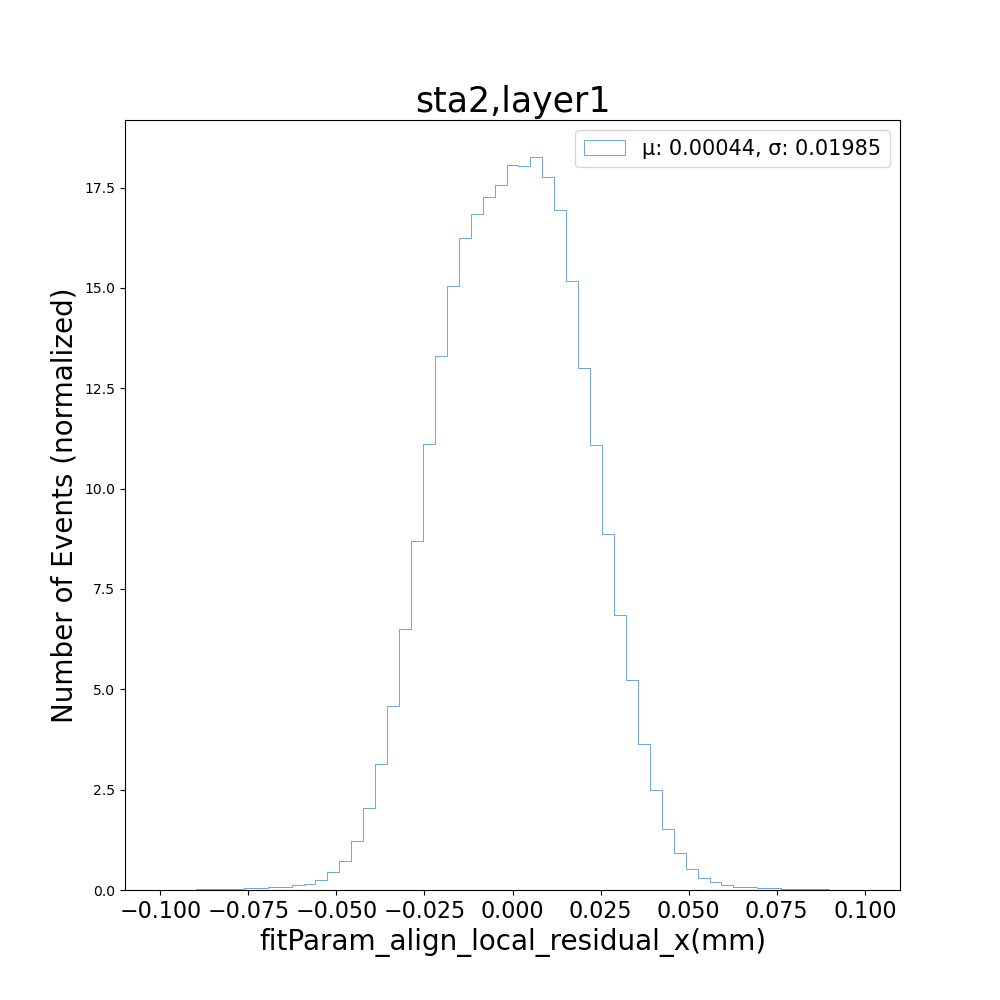 sta2,layer1
μ: 0.00044, σ: 0.01985
Number of Events (normalized)
17.5
15.0
12.5
10.0
7.5
5.0
2.5
0.0
−0.100 −0.075 −0.050 −0.025 0.000 0.025 0.050 0.075 0.100
fitParam_align_local_residual_x(mm)